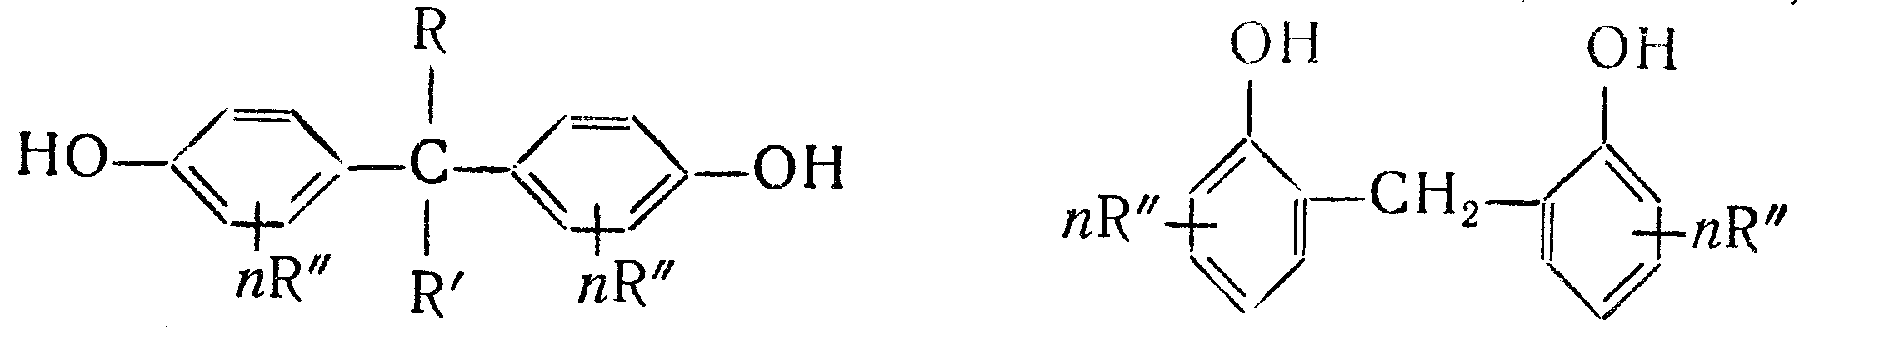 R
OH OH
HO C OH
nR″ CH₂ nR″
nR″ R′ nR″